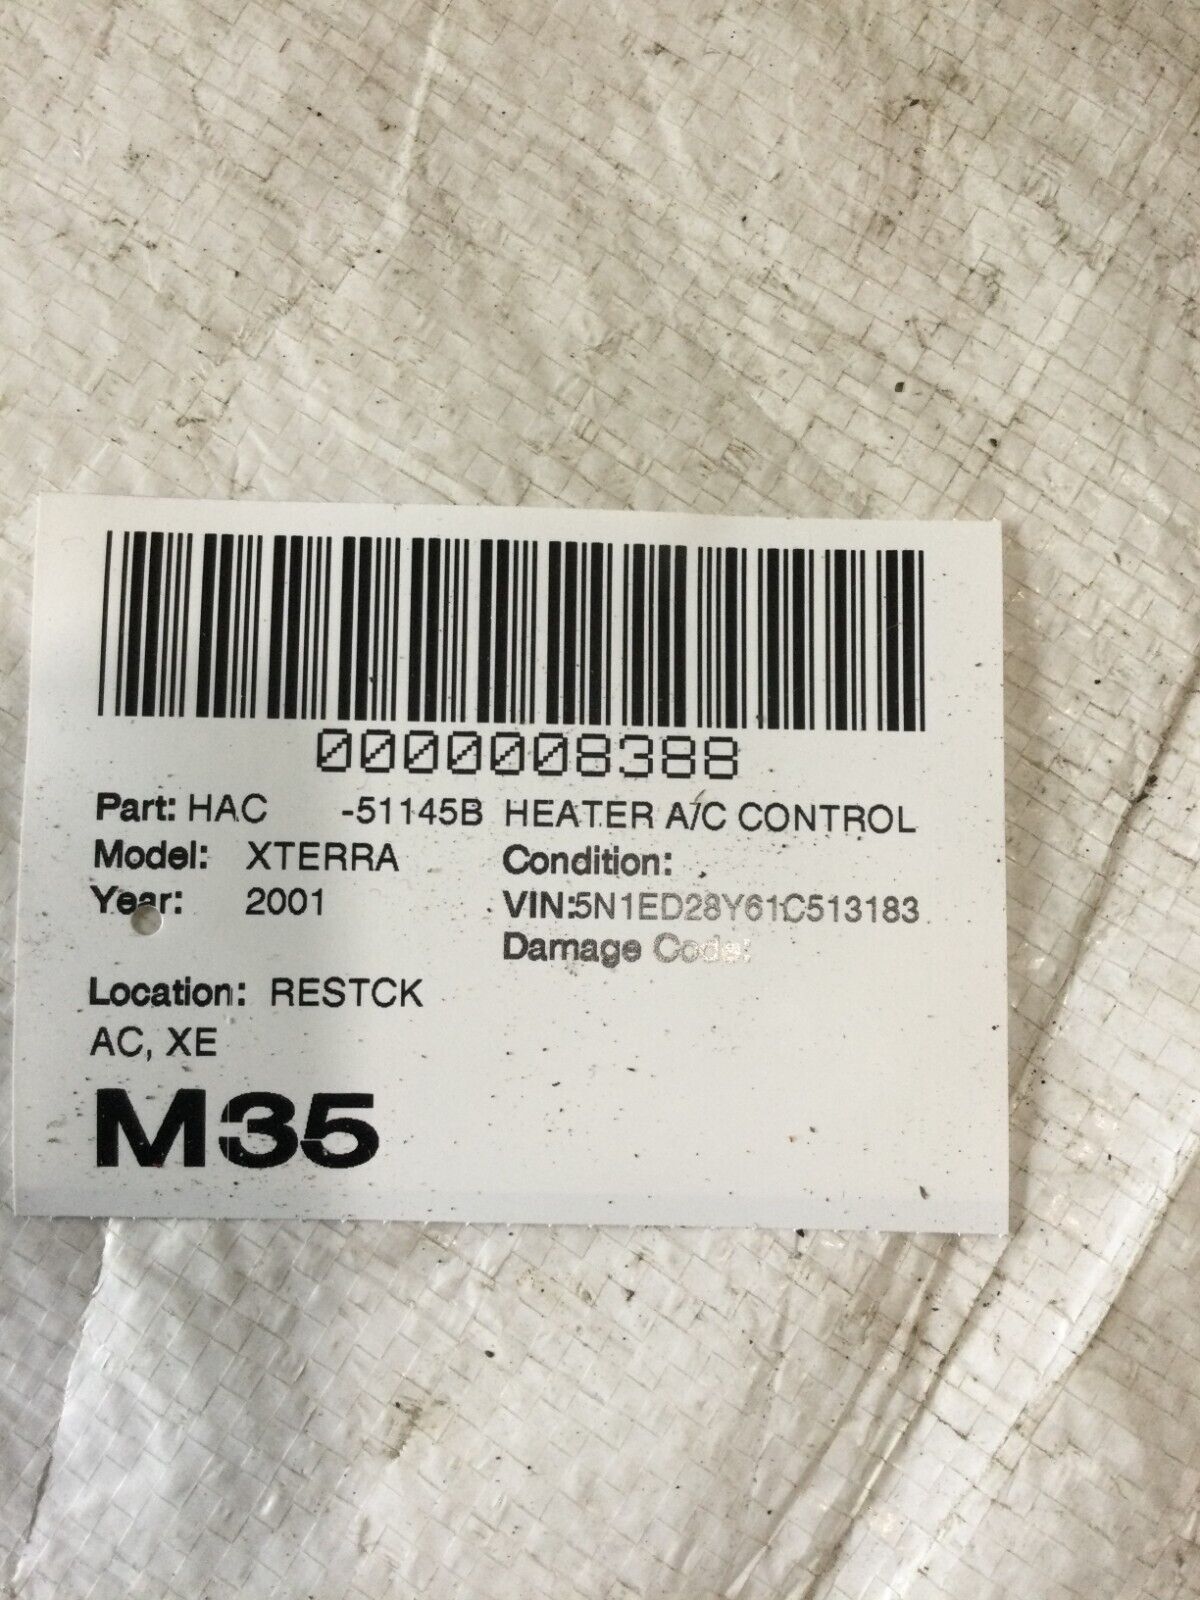 0000008388
Part: HAC -51145B HEATER A/C CONTROL
Model: XTERRA Condition:
Year: 2001 VIN:5N1ED28Y61C513183
Damage Code:
Location: RESTCK
AC, XE
M35